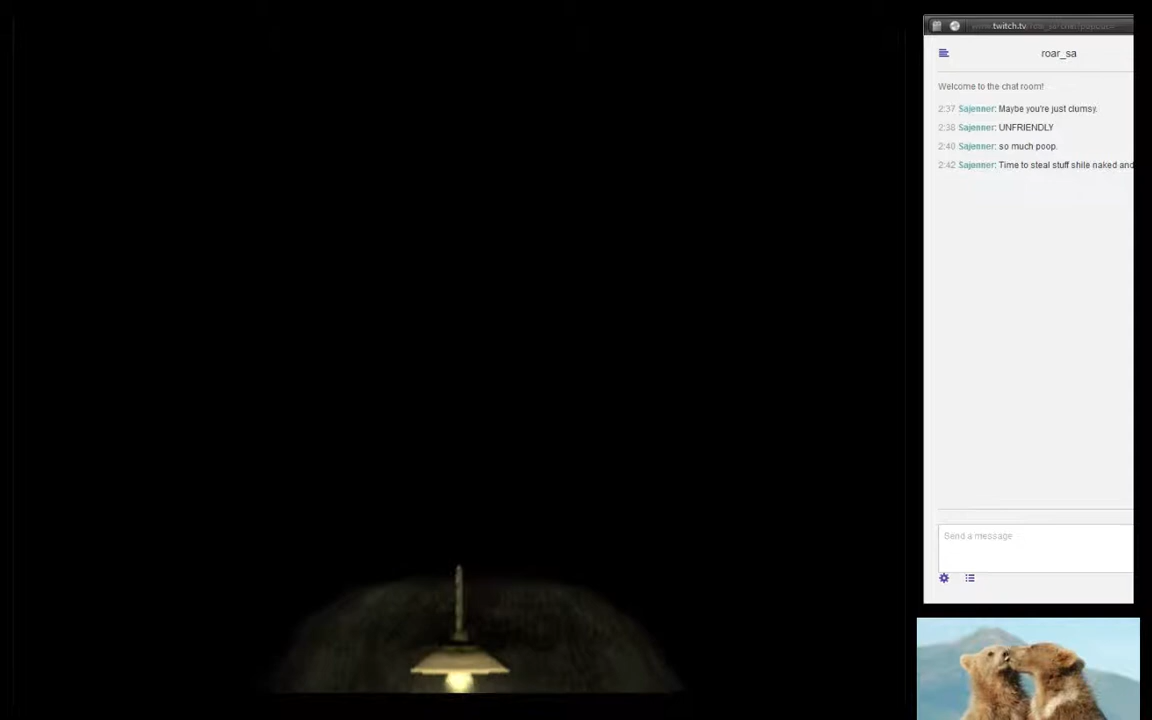 www.twitch.tv
roar_sa
Welcome to the chat room!
2:37 Sajenner: Maybe you're just clumsy.
2:38 Sajenner: UNFRIENDLY
2:40 Sajenner: so much poop.
2:42 Sajenner: Time to steal stuff shile naked and
Send a message